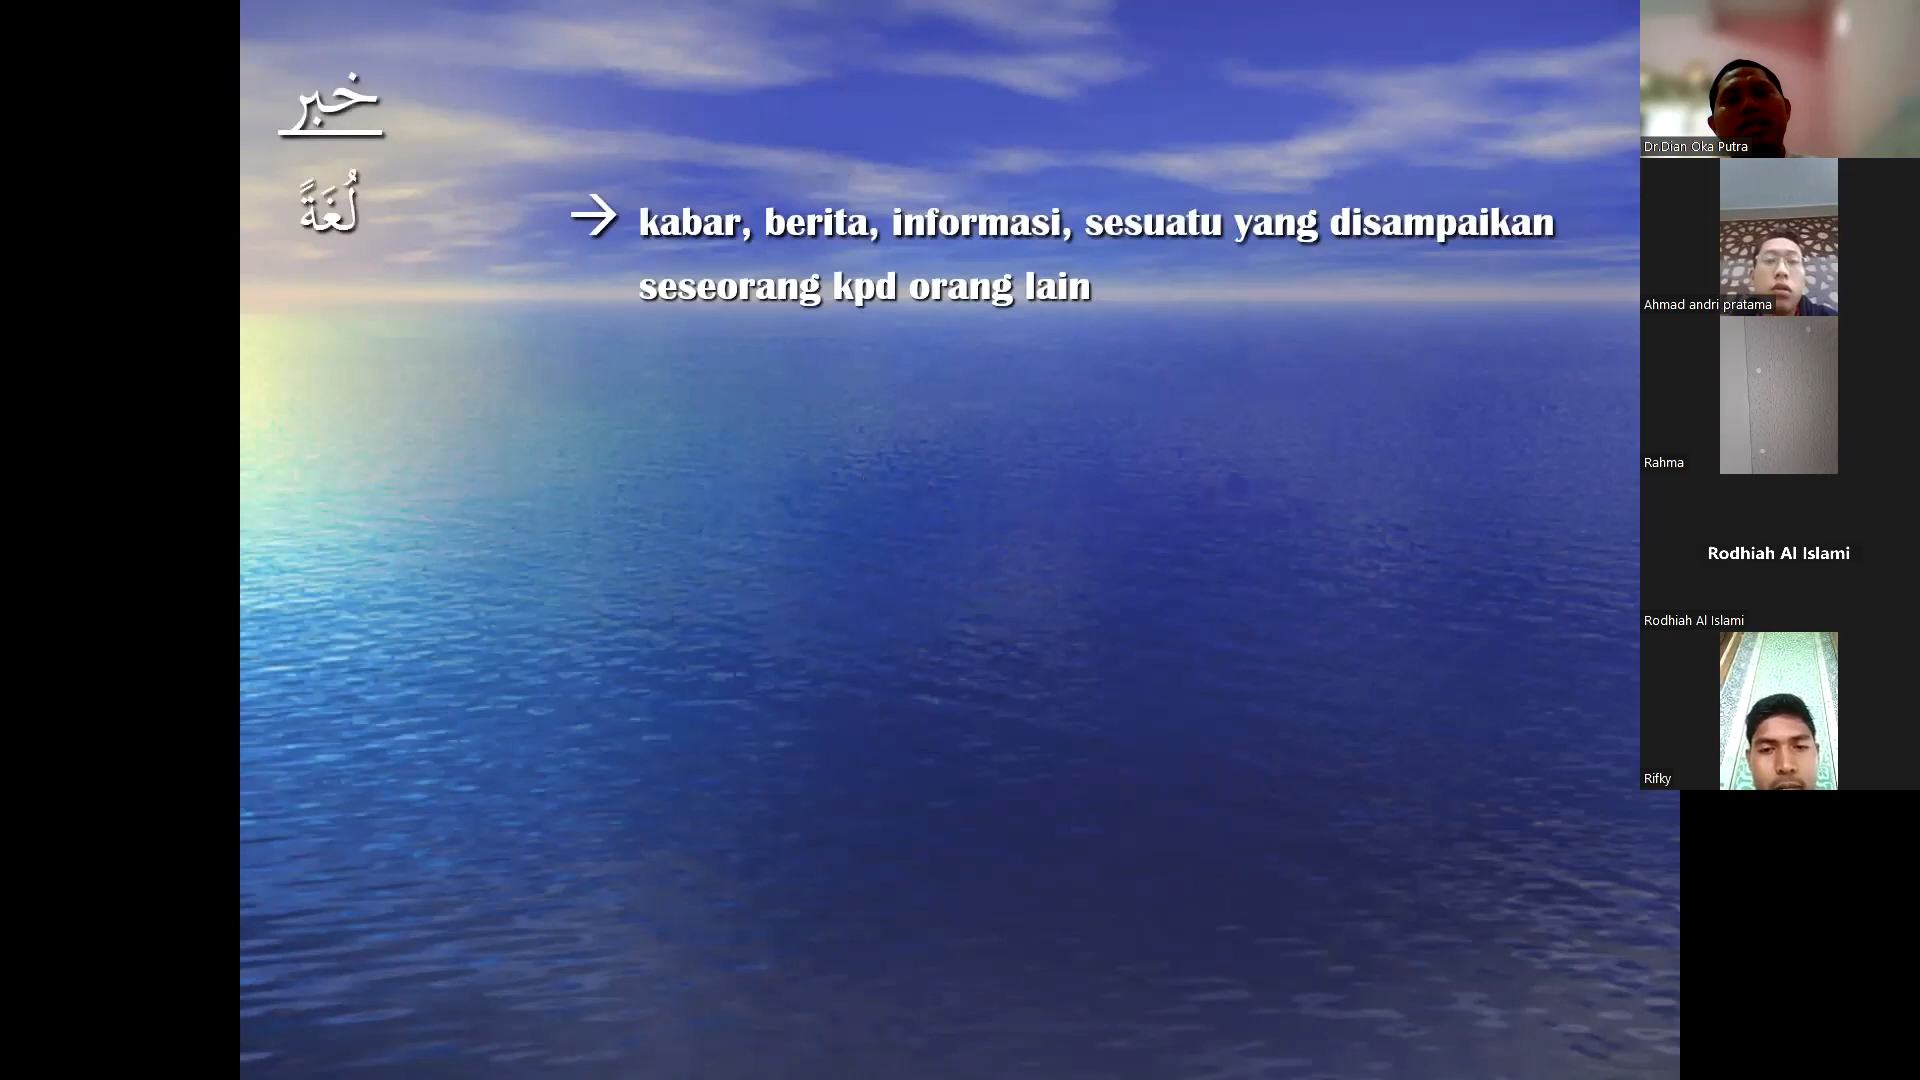 خبر
لُغَةً
→ kabar, berita, informasi, sesuatu yang disampaikan
seseorang kpd orang lain
Dr.Dian Oka Putra
Ahmad andri pratama
Rahma
Rodhiah Al Islami
Rodhiah Al Islami
Rifky